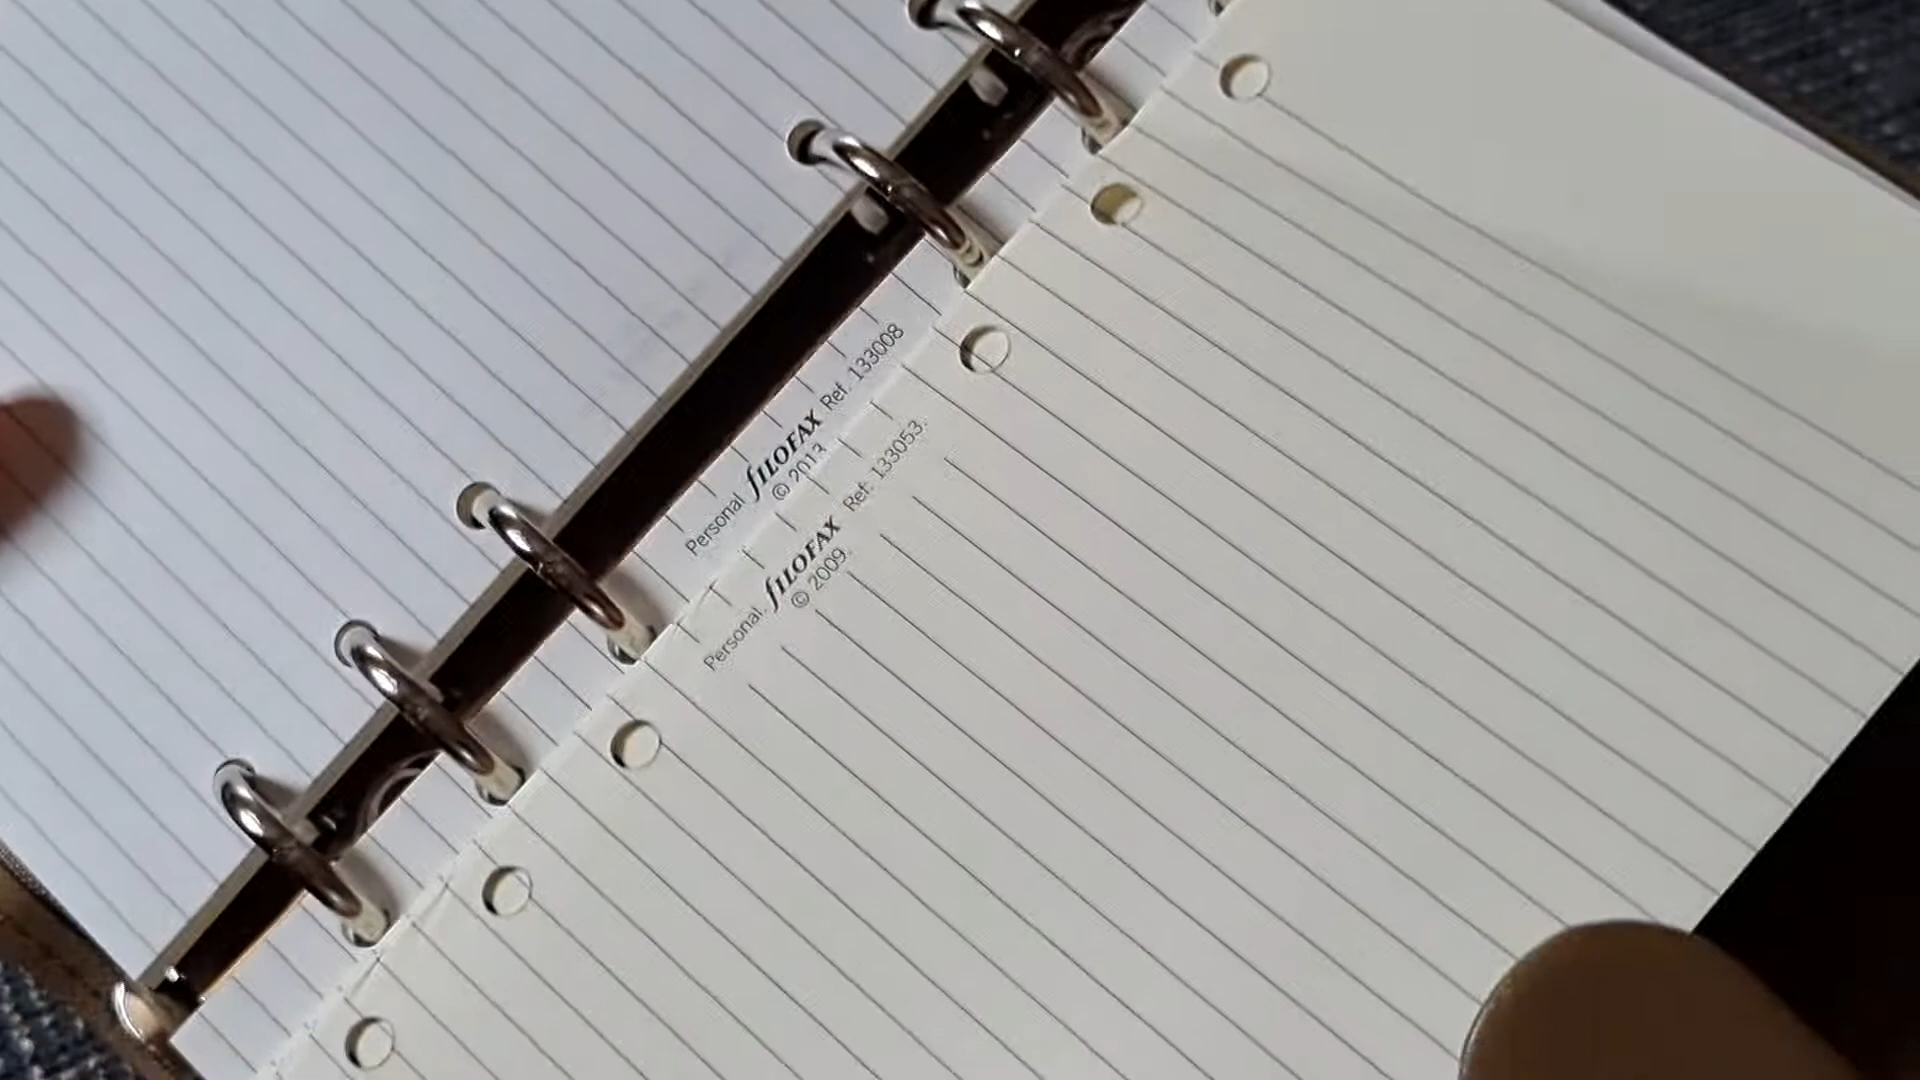 Personal filofax Ref. 133008
© 2013
Personal. filofax Ref: 133053.
© 2009.